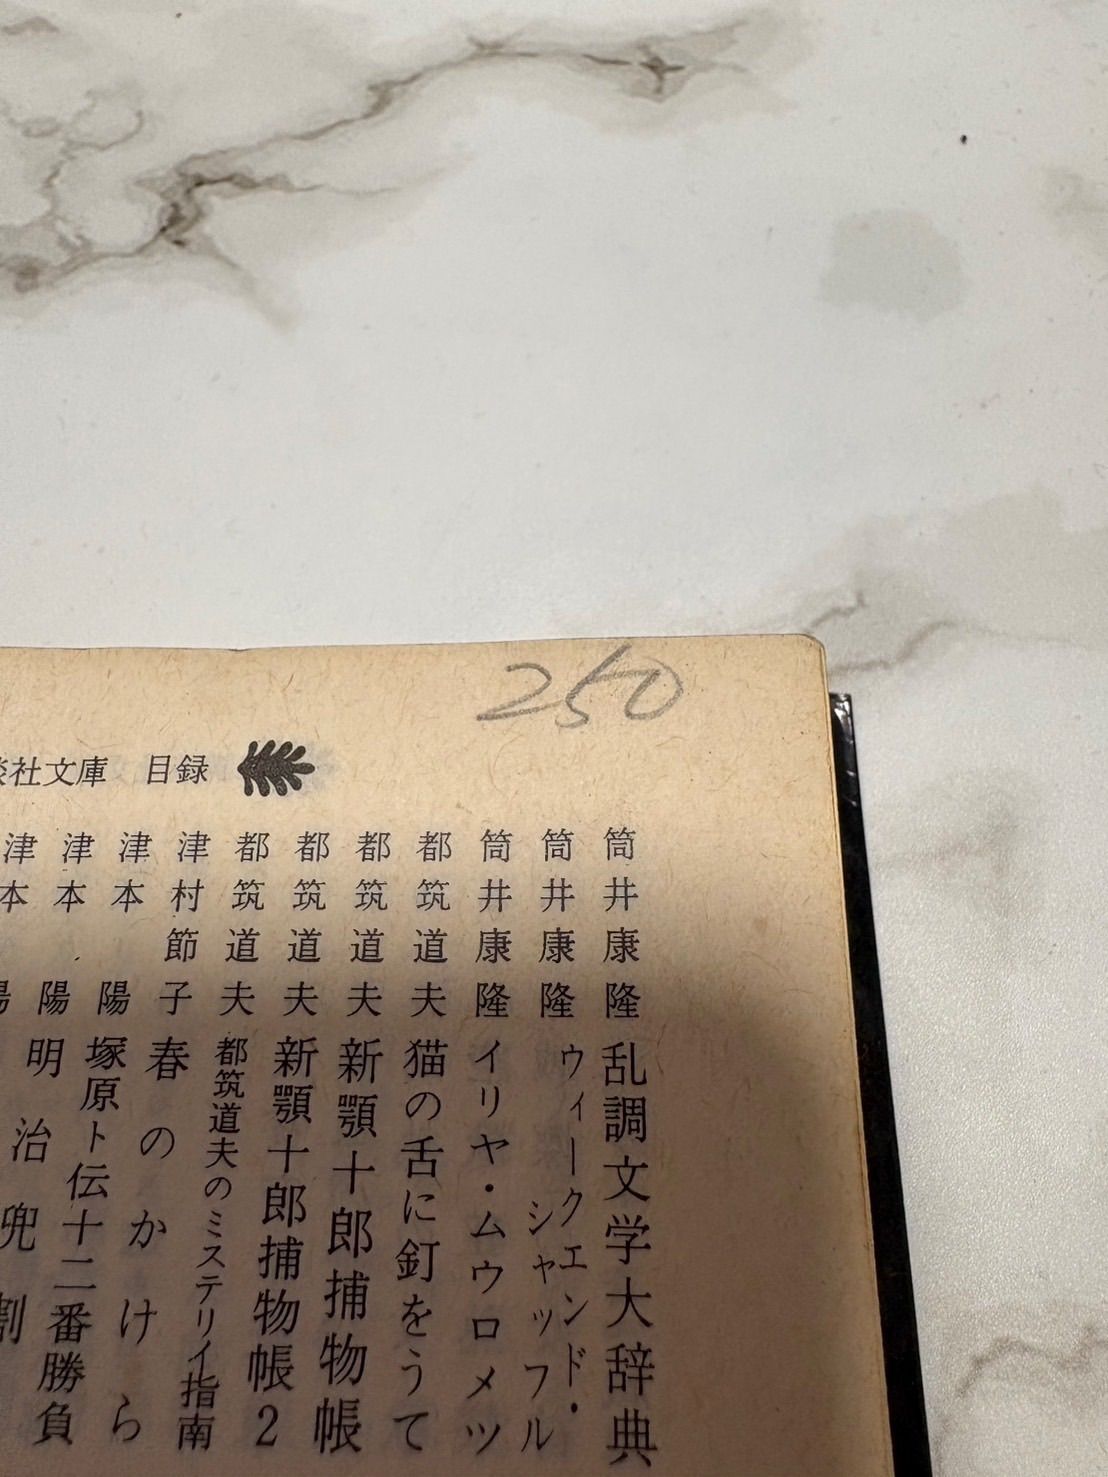 250
談社文庫　目録
筒井康隆　乱調文学大辞典
筒井康隆　ウィークエンド・シャッフル
筒井康隆　イリヤ・ムウロメツ
都筑道夫　猫の舌に釘をうて
都筑道夫　新顎十郎捕物帳
都筑道夫　新顎十郎捕物帳2
都筑道夫　都筑道夫のミステリイ指南
津村節子　春のかけら
津本　陽　塚原卜伝十二番勝負
津本　陽　明治兜割
津本　陽